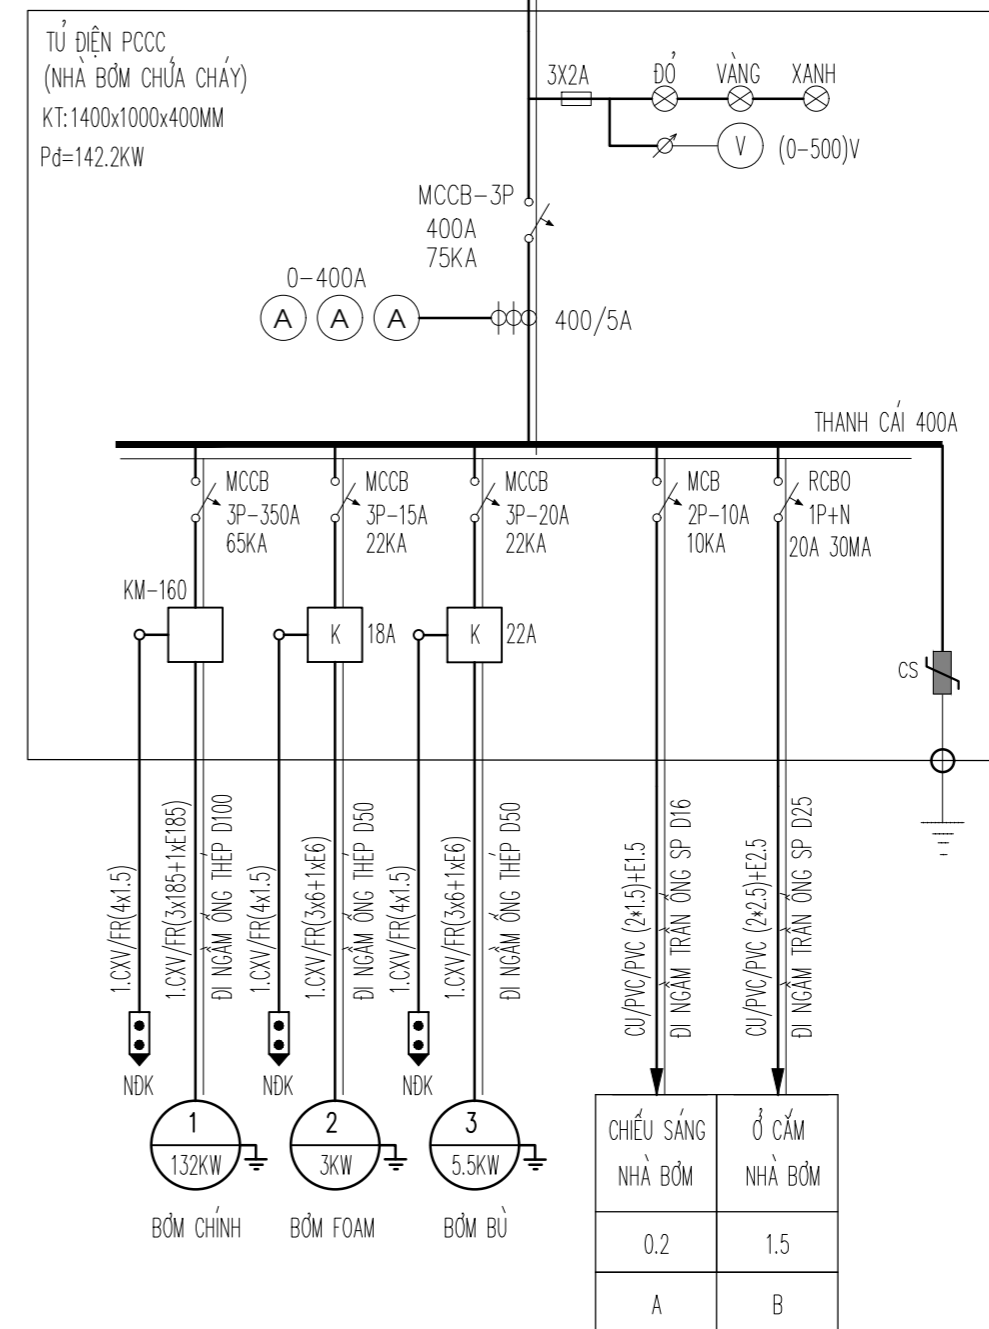 TỦ ĐIỆN PCCC
(NHÀ BƠM CHỮA CHÁY)
KT:1400x1000x400MM
Pđ=142.2KW
3X2A
ĐỎ
VÀNG
XANH
V
(0-500)V
MCCB-3P
400A
75KA
0-400A
A
A
A
400/5A
THANH CÁI 400A
MCCB
3P-350A
65KA
MCCB
3P-15A
22KA
MCCB
3P-20A
22KA
MCB
2P-10A
10KA
RCBO
1P+N
20A 30MA
KM-160
K
18A
K
22A
CS
1.CXV/FR(4x1.5)
1.CXV/FR(3x185+1xE185)
ĐI NGẦM ỐNG THÉP D100
1.CXV/FR(4x1.5)
1.CXV/FR(3x6+1xE6)
ĐI NGẦM ỐNG THÉP D50
1.CXV/FR(4x1.5)
1.CXV/FR(3x6+1xE6)
ĐI NGẦM ỐNG THÉP D50
CU/PVC/PVC (2*1.5)+E1.5
ĐI NGẦM TRẦN ỐNG SP D16
CU/PVC/PVC (2*2.5)+E2.5
ĐI NGẦM TRẦN ỐNG SP D25
NĐK
NĐK
NĐK
1
132KW
2
3KW
3
5.5KW
BƠM CHÍNH
BƠM FOAM
BƠM BÙ
CHIẾU SÁNG
NHÀ BƠM
Ổ CẮM
NHÀ BƠM
0.2
1.5
A
B